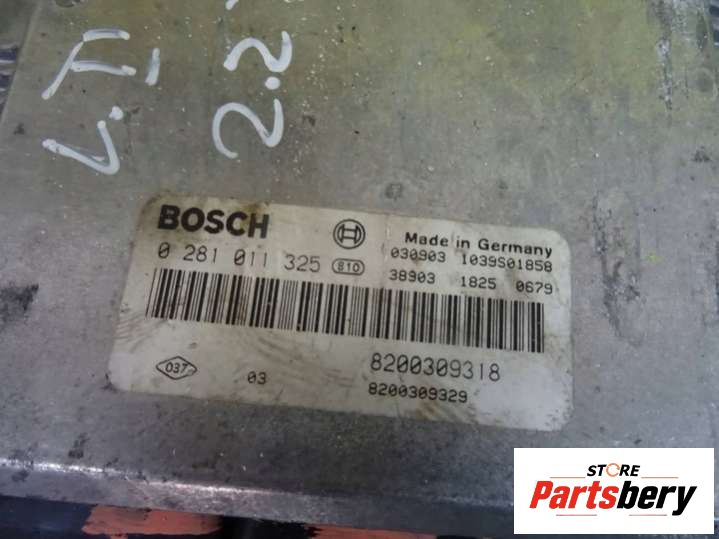 L.TI
2.2
BOSCH
Made in Germany
0 281 011 325 810
030903 1039S01858
38903 1825 0679
8200309318
037
03
8200309329
STORE
Partsbery